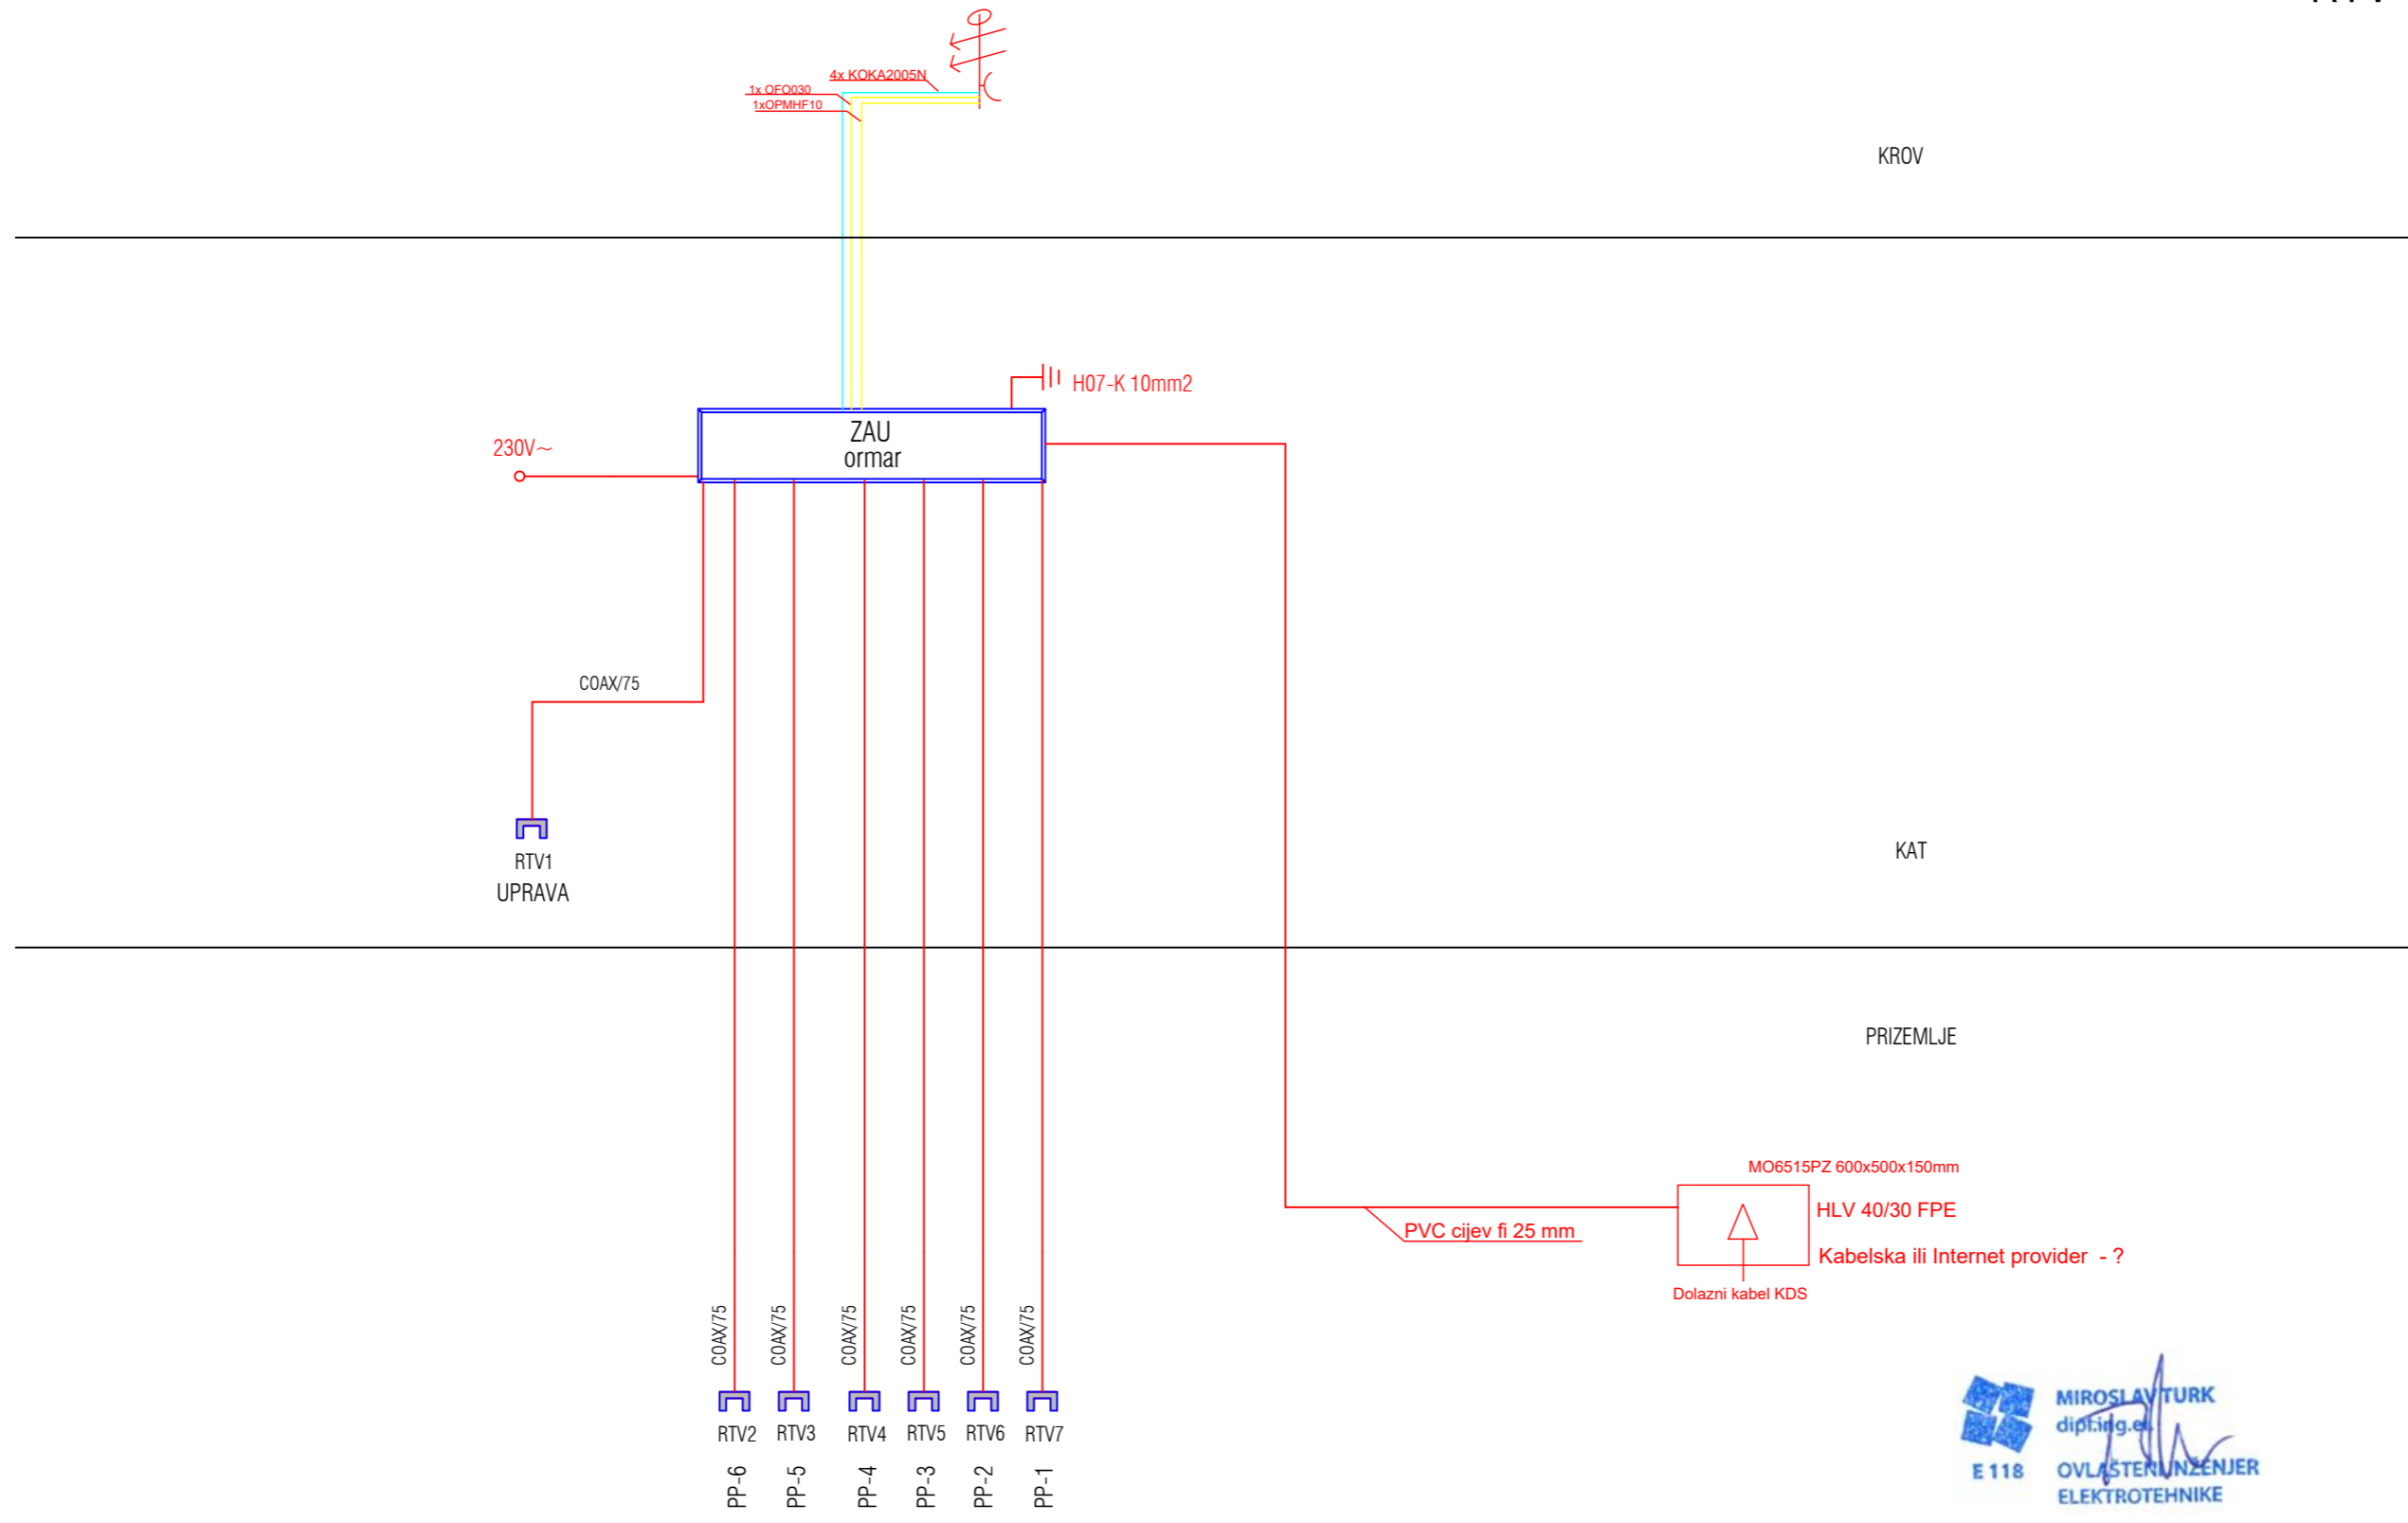 4x KOKA2005N
1x OFO030
1xOPMHF10
KROV
H07-K 10mm2
ZAU
ormar
230V~
COAX/75
RTV1
UPRAVA
KAT
PRIZEMLJE
MO6515PZ 600x500x150mm
HLV 40/30 FPE
PVC cijev fi 25 mm
Kabelska ili Internet provider - ?
Dolazni kabel KDS
COAX/75
COAX/75
COAX/75
COAX/75
COAX/75
COAX/75
RTV2
RTV3
RTV4
RTV5
RTV6
RTV7
PP-6
PP-5
PP-4
PP-3
PP-2
PP-1
MIROSLAV TURK
dipl.ing.el.
E 118
OVLAŠTENI INŽENJER
ELEKTROTEHNIKE